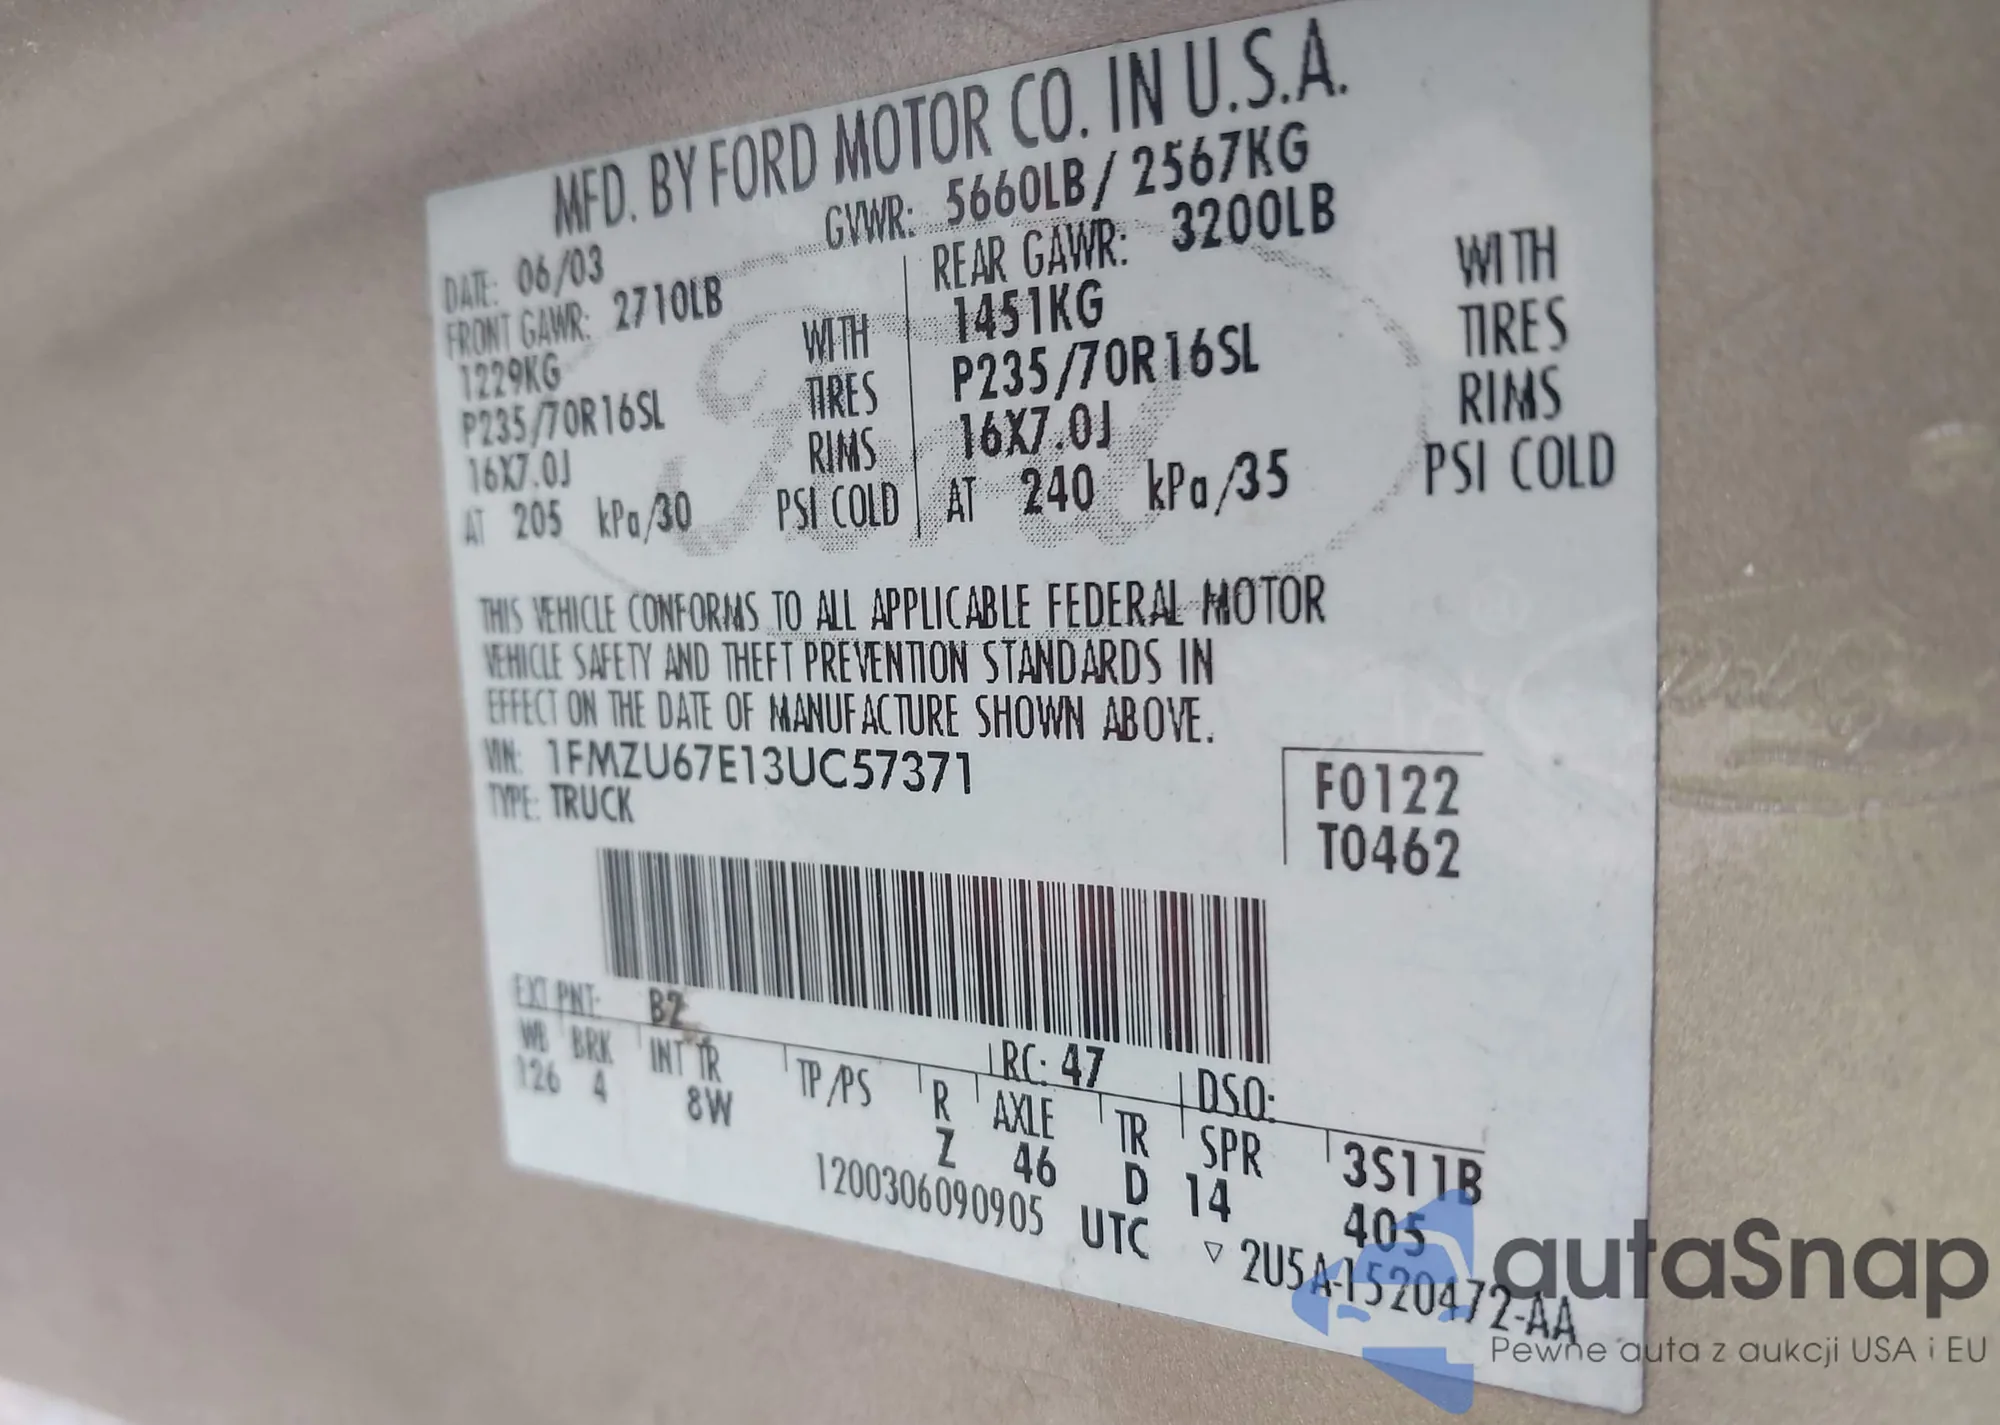 MFD. BY FORD MOTOR CO. IN U.S.A.
DATE: 06/03 GVWR: 5660LB/ 2567KG
FRONT GAWR: 2710LB REAR GAWR: 3200LB
1229KG WITH 1451KG WITH
P235/70R16SL TIRES P235/70R16SL TIRES
16X7.0J RIMS 16X7.0J RIMS
AT 205 kPa/30 PSI COLD AT 240 kPa/35 PSI COLD
THIS VEHICLE CONFORMS TO ALL APPLICABLE FEDERAL MOTOR
VEHICLE SAFETY AND THEFT PREVENTION STANDARDS IN
EFFECT ON THE DATE OF MANUFACTURE SHOWN ABOVE.
VIN: 1FMZU67E13UC57371 F0122
TYPE: TRUCK T0462
EXT PNT: B2 RC: 47 DSO:
WB BRK INT TR TP/PS R AXLE TR SPR 3S11B
126 4 8W Z 46 D 14 405
1200306090905 UTC ▽ 2U5A-1520472-AA
autaSnap
Pewne auta z aukcji USA i EU